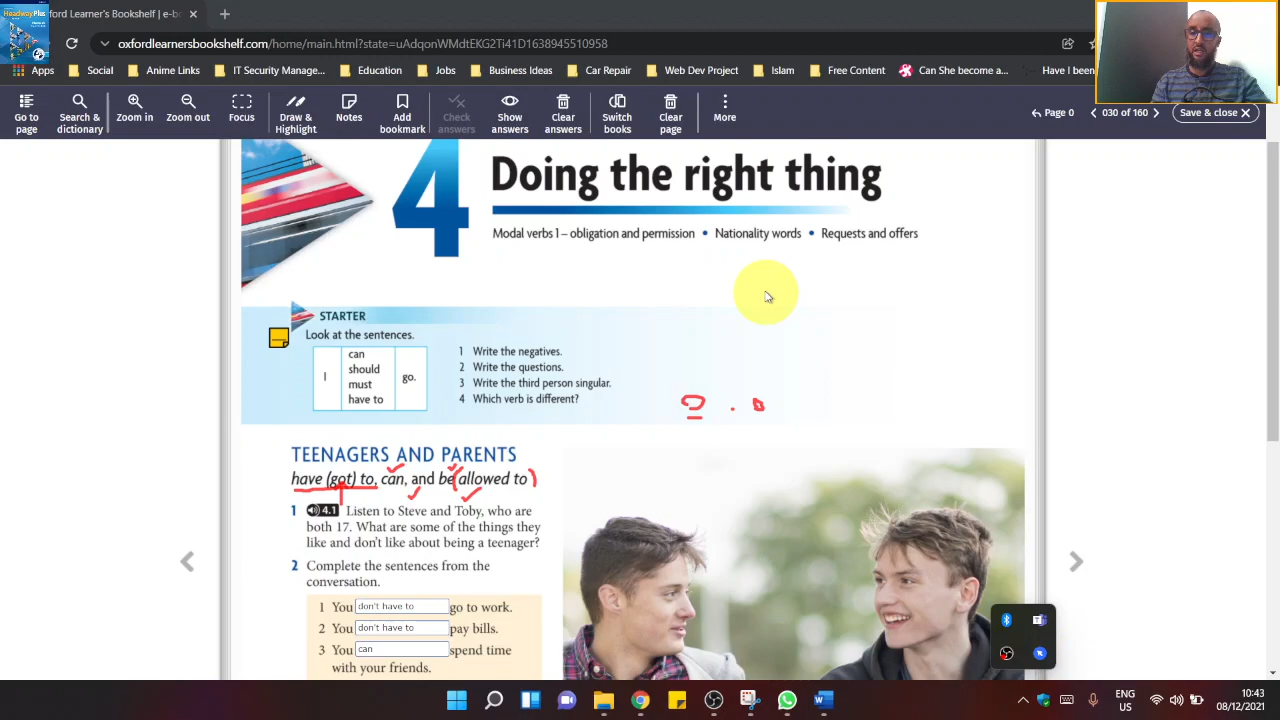 ford Learner's Bookshelf | e-bo
oxfordlearnersbookshelf.com/home/main.html?state=uAdqonWMdtEKG2Ti41D1638945510958
Apps
Social
Anime Links
IT Security Manage...
Education
Jobs
Business Ideas
Car Repair
Web Dev Project
Islam
Free Content
Can She become a...
Have I been
Go to page
Search & dictionary
Zoom in
Zoom out
Focus
Draw & Highlight
Notes
Add bookmark
Check answers
Show answers
Clear answers
Switch books
Clear page
More
Page 0
030 of 160
Save & close
4
Doing the right thing
Modal verbs 1 – obligation and permission • Nationality words • Requests and offers
STARTER
Look at the sentences.
I
can
should
must
have to
go.
1 Write the negatives.
2 Write the questions.
3 Write the third person singular.
4 Which verb is different?
TEENAGERS AND PARENTS
have (got) to, can, and be (allowed to)
1 4.1 Listen to Steve and Toby, who are
both 17. What are some of the things they
like and don't like about being a teenager?
2 Complete the sentences from the
conversation.
1 You don't have to go to work.
2 You don't have to pay bills.
3 You can spend time
with your friends.
ENG
US
10:43
08/12/2021